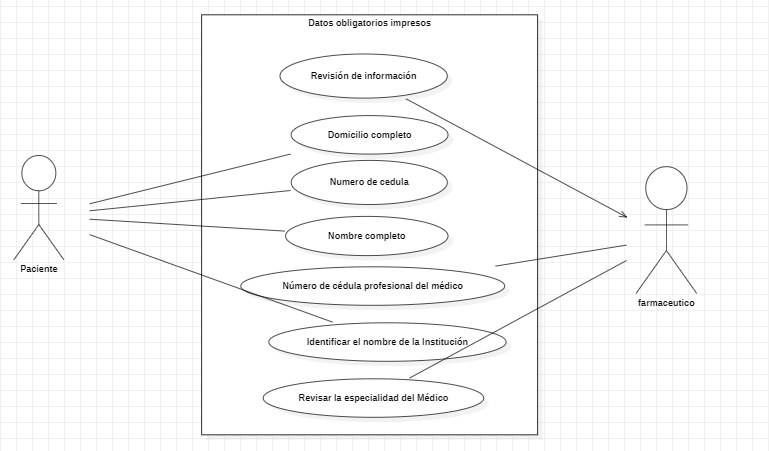 Datos obligatorios impresos
Revisión de información
Domicilio completo
Numero de cedula
Nombre completo
Paciente
Número de cédula profesional del médico
farmaceutico
Identificar el nombre de la Institución
Revisar la especialidad del Médico